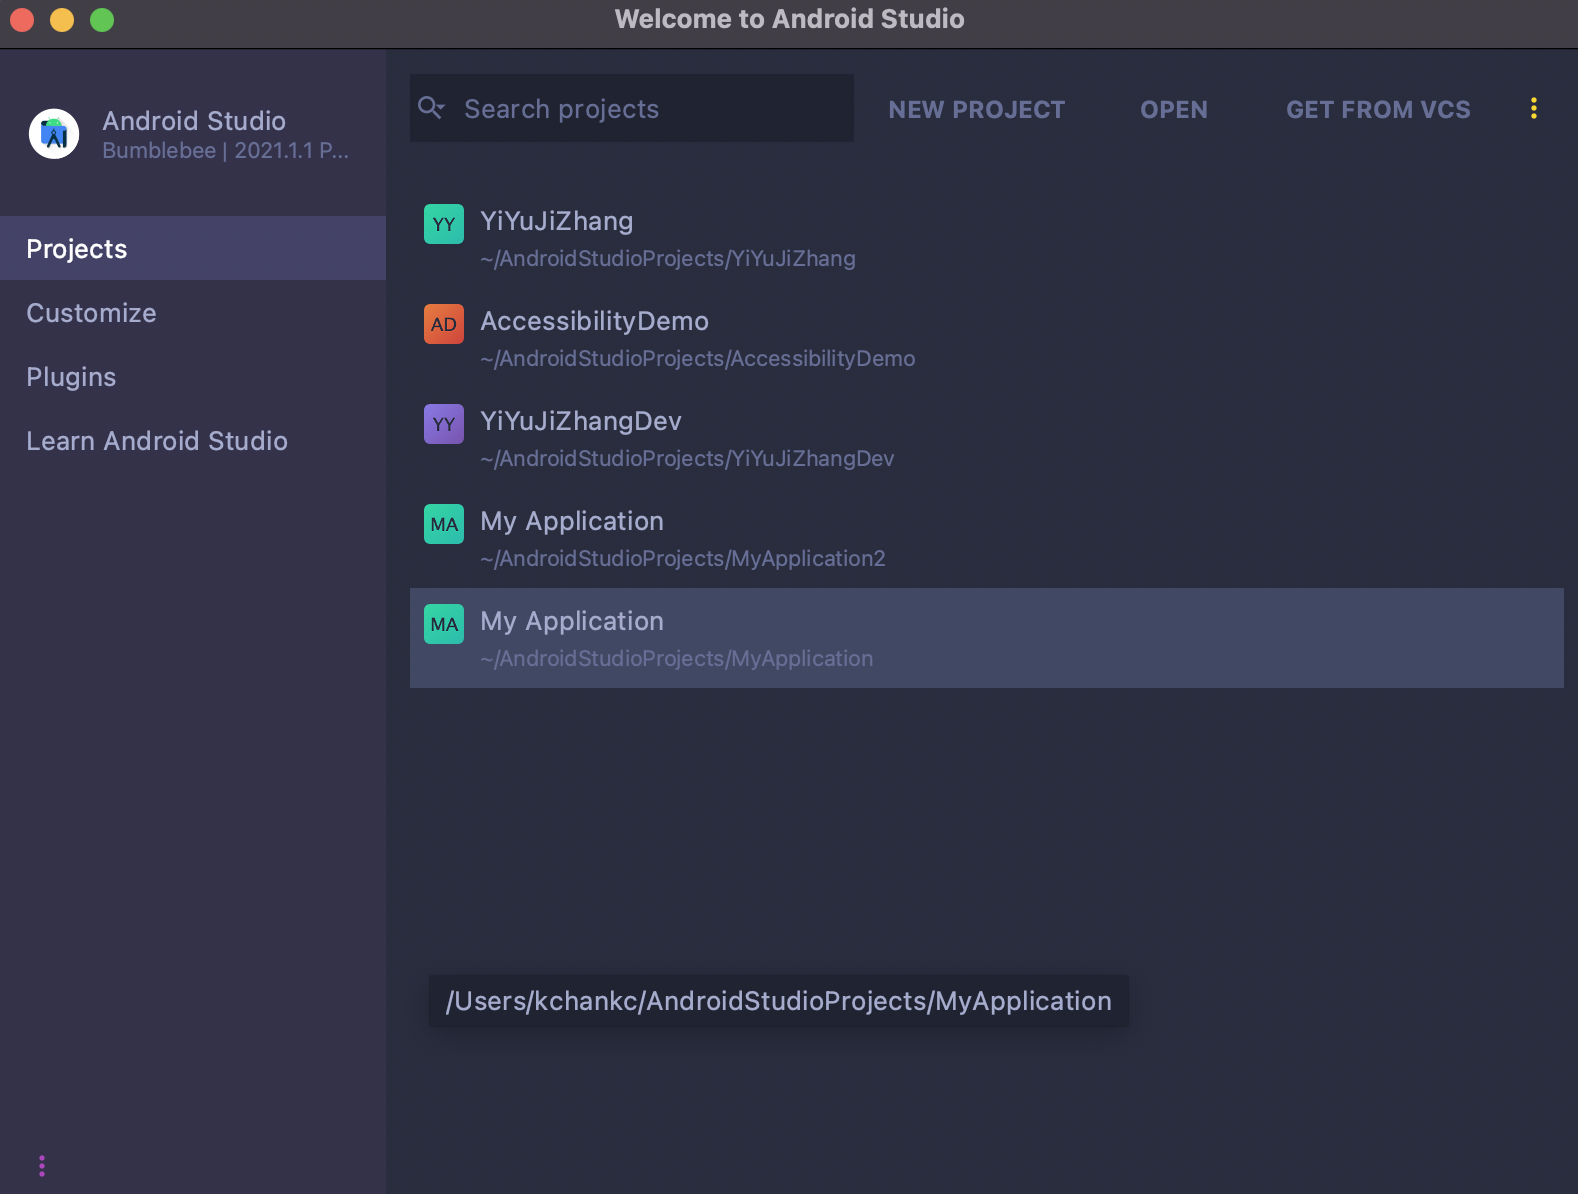 Welcome to Android Studio
Android Studio
Bumblebee | 2021.1.1 P...
Projects
Customize
Plugins
Learn Android Studio
Search projects
NEW PROJECT
OPEN
GET FROM VCS
YY
YiYuJiZhang
~/AndroidStudioProjects/YiYuJiZhang
AD
AccessibilityDemo
~/AndroidStudioProjects/AccessibilityDemo
YY
YiYuJiZhangDev
~/AndroidStudioProjects/YiYuJiZhangDev
MA
My Application
~/AndroidStudioProjects/MyApplication2
MA
My Application
~/AndroidStudioProjects/MyApplication
/Users/kchankc/AndroidStudioProjects/MyApplication